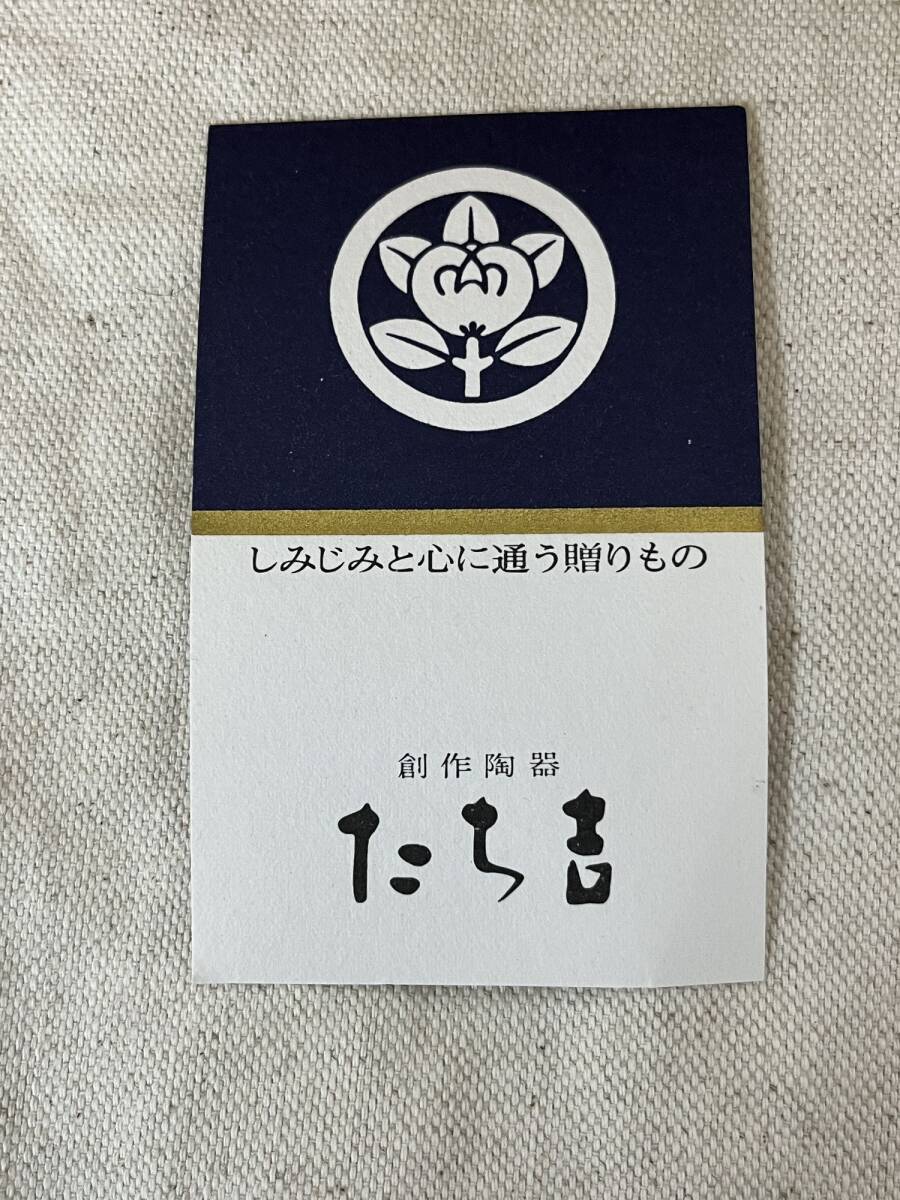 しみじみと心に通う贈りもの
創作陶器
たち吉